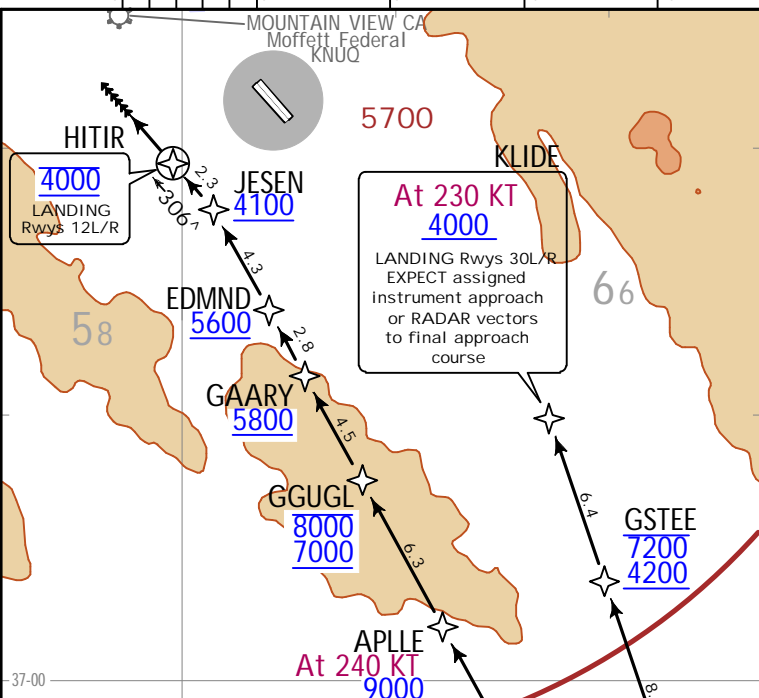 MOUNTAIN VIEW CA
Moffett Federal
KNUQ
5700
HITIR
4000
LANDING
Rwys 12L/R
306^
2.3
JESEN
4100
4.3
KLIDE
At 230 KT
4000
LANDING Rwys 30L/R
EXPECT assigned
instrument approach
or RADAR vectors
to final approach
course
66
58
EDMND
5600
2.8
GAARY
5800
4.5
GGUGL
8000
7000
6.3
6.4
GSTEE
7200
4200
APLLE
At 240 KT
9000
37-00
8.